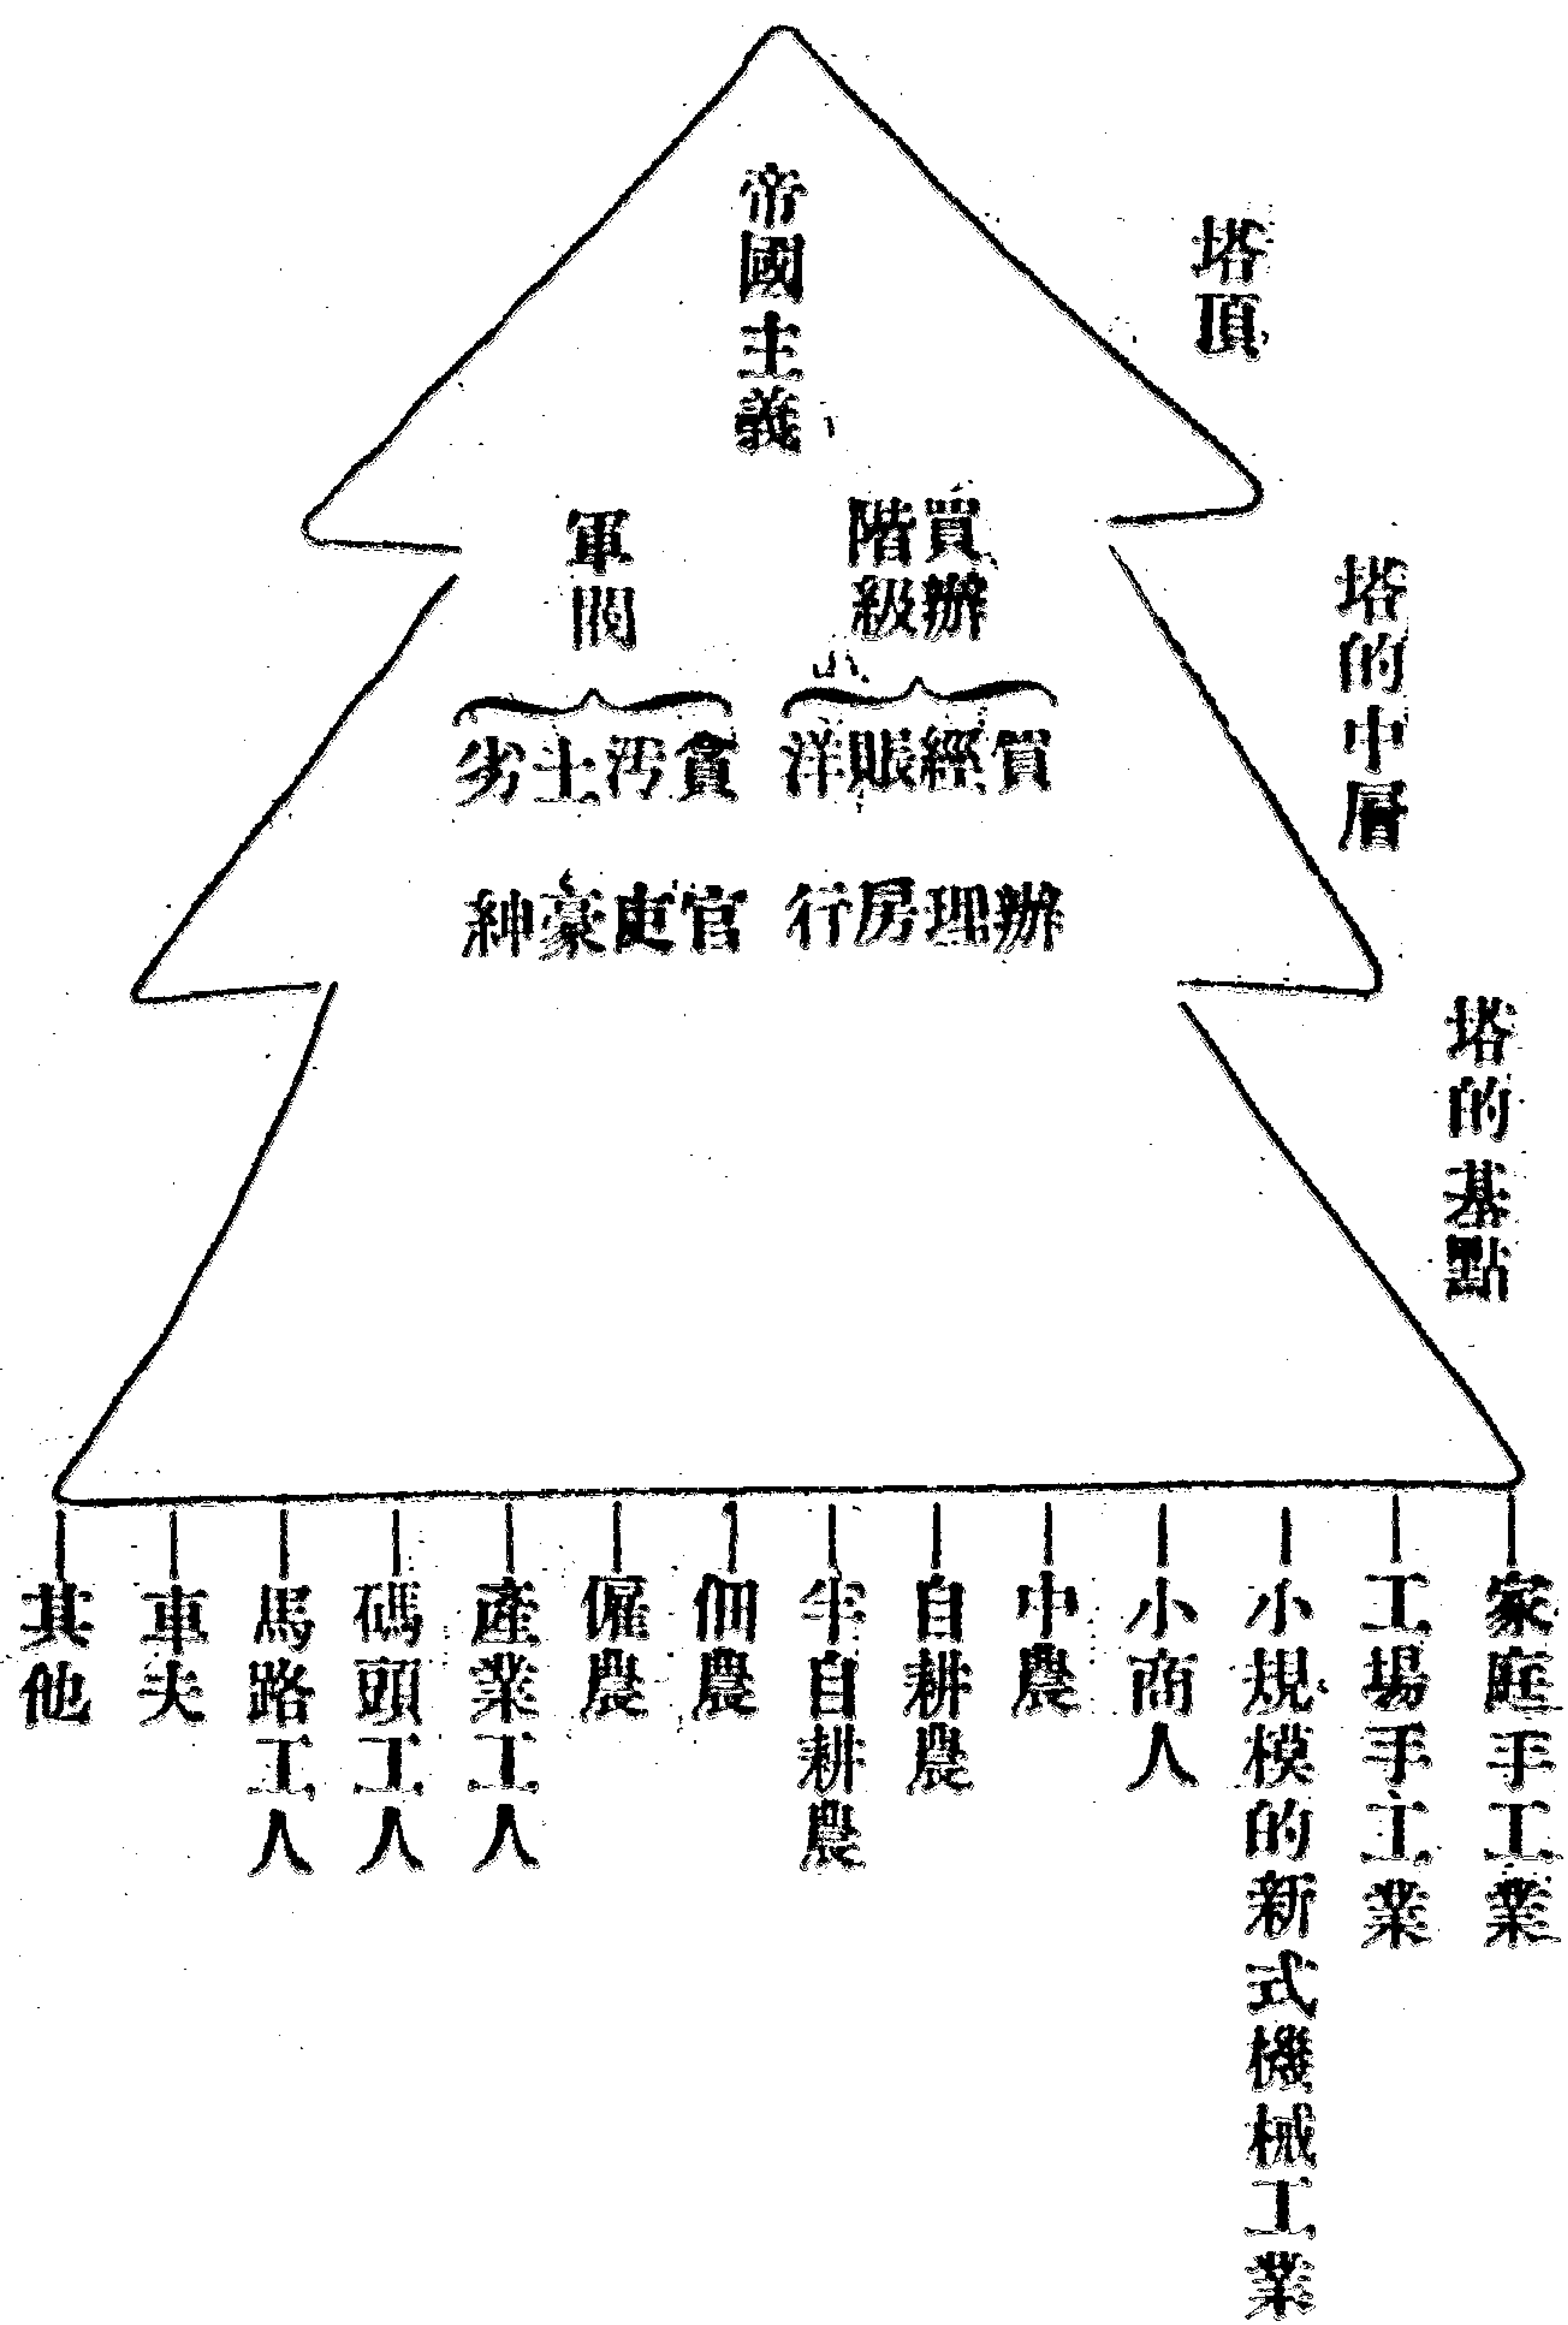 塔頂
帝國主義
塔的中層
買辦
階級
軍閥
買辦
經理
賬房
洋行
貪官
污吏
土豪
劣紳
塔的基點
家庭手工業
工場手工業
小規模的新式機械工業
小商人
中農
自耕農
半自耕農
佃農
僱農
產業工人
碼頭工人
馬路工人
車夫
其他